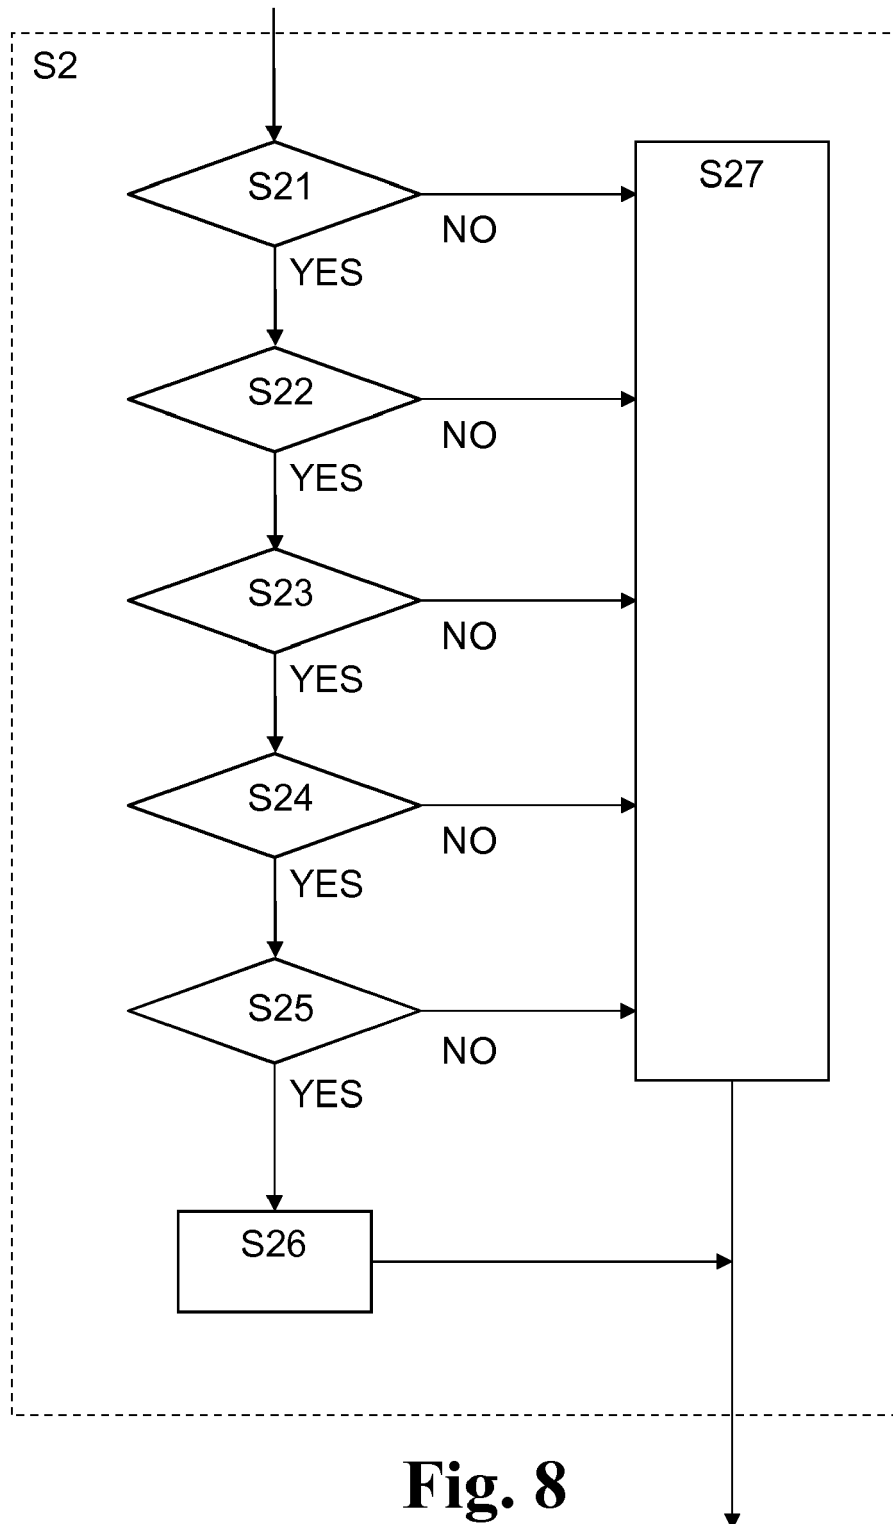 S2
S21
S27
NO
YES
S22
NO
YES
S23
NO
YES
S24
NO
YES
S25
NO
YES
S26
Fig. 8